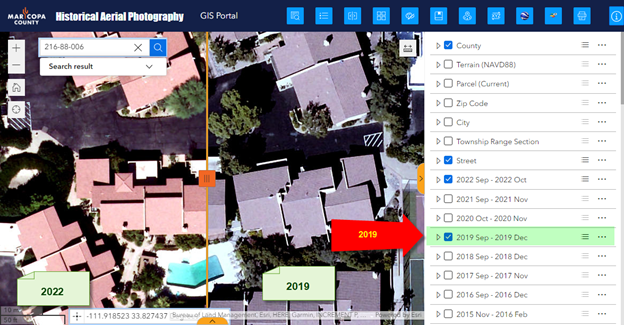 MARICOPA
COUNTY
Historical Aerial Photography
GIS Portal
216-88-006
Search result
County
Terrain (NAVD88)
Parcel (Current)
Zip Code
City
Township Range Section
Street
2022 Sep - 2022 Oct
2021 Sep - 2021 Nov
2020 Oct - 2020 Nov
2019 Sep - 2019 Dec
2018 Sep - 2018 Dec
2017 Sep - 2017 Nov
2016 Sep - 2016 Dec
2015 Nov - 2016 Feb
2019
2022
2019
-111.918523 33.827437
Bureau of Land Management, Esri, HERE, Garmin, INCREMENT P,
Powered by Esri